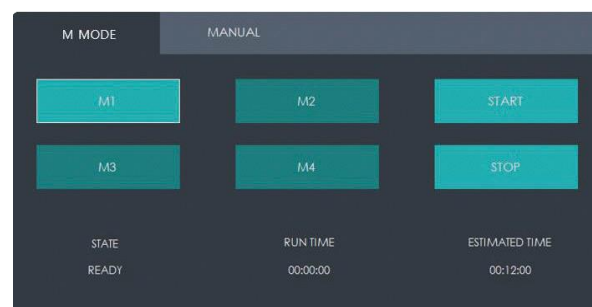 M MODE MANUAL
M1 M2 START
M3 M4 STOP
STATE RUN TIME ESTIMATED TIME
READY 00:00:00 00:12:00